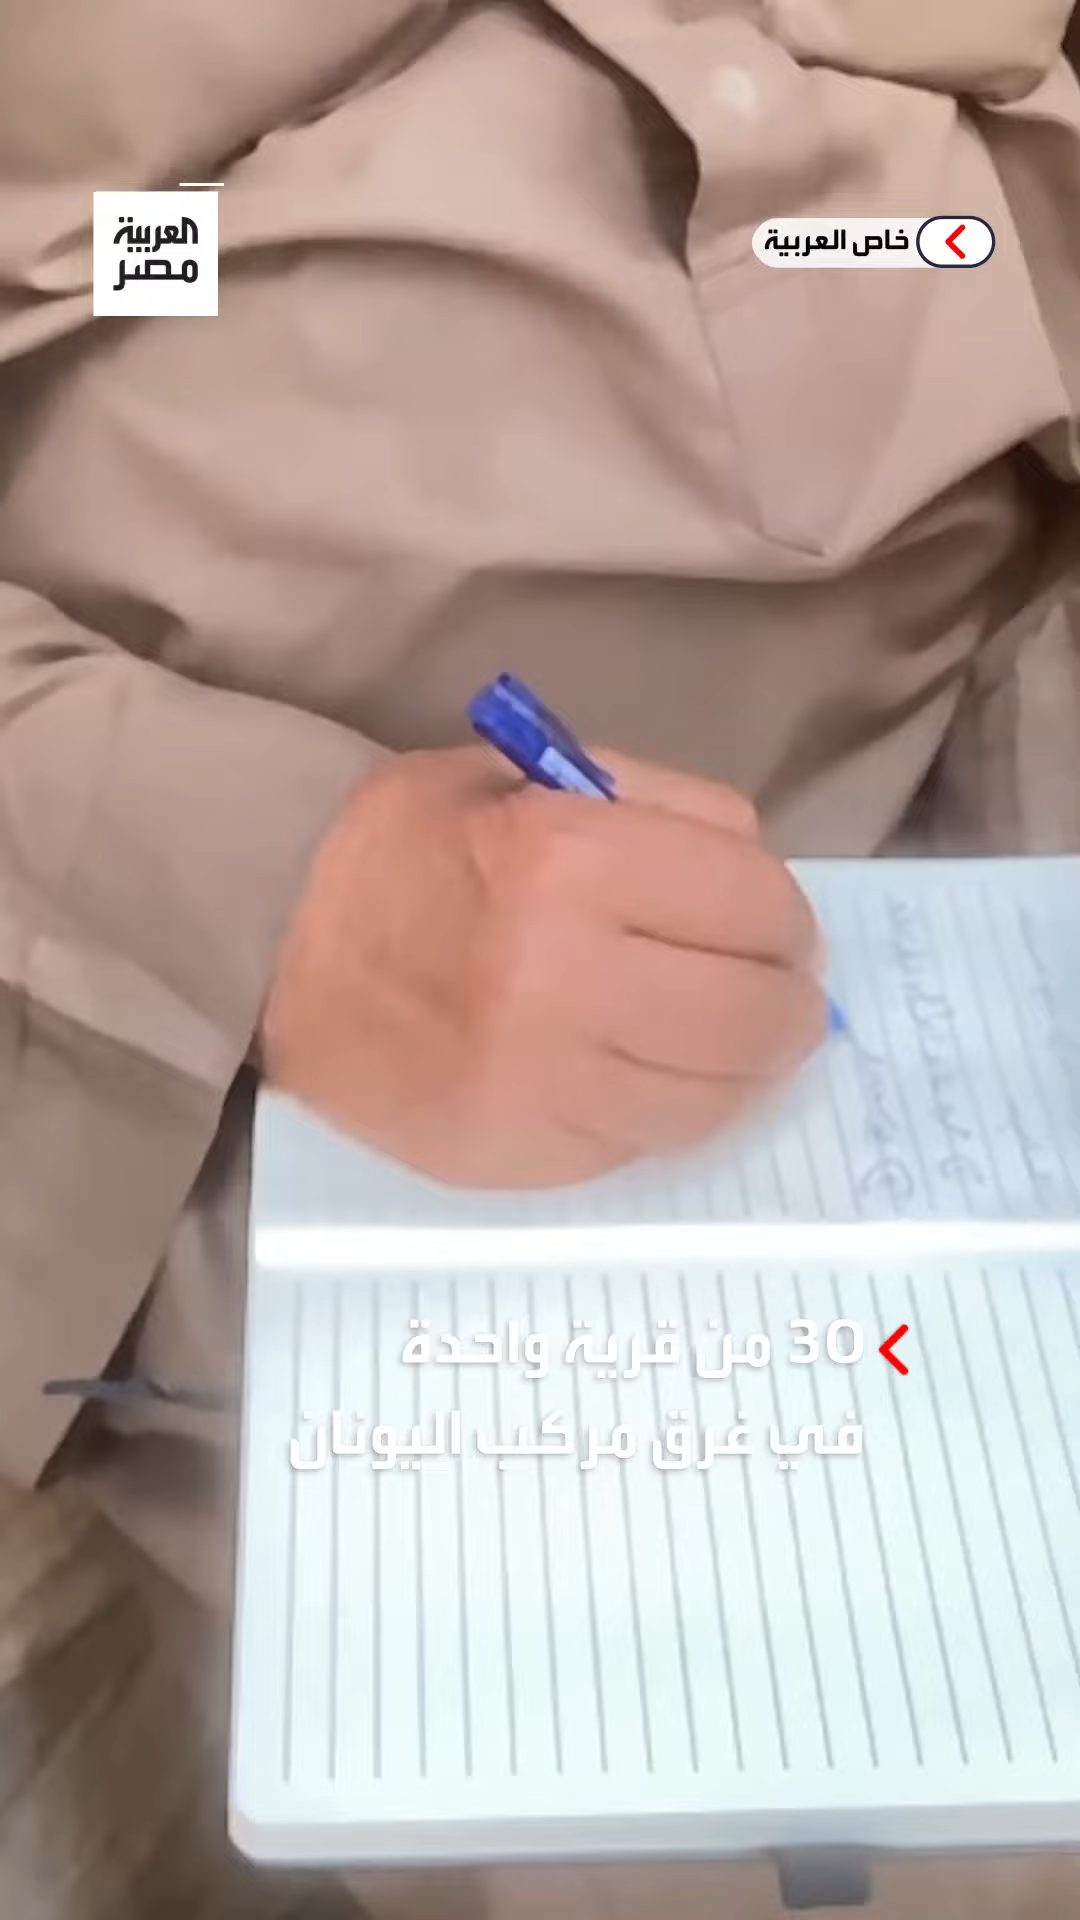 العربية
مصر
خاص العربية
30 من قرية واحدة
في غرق مركب اليونان